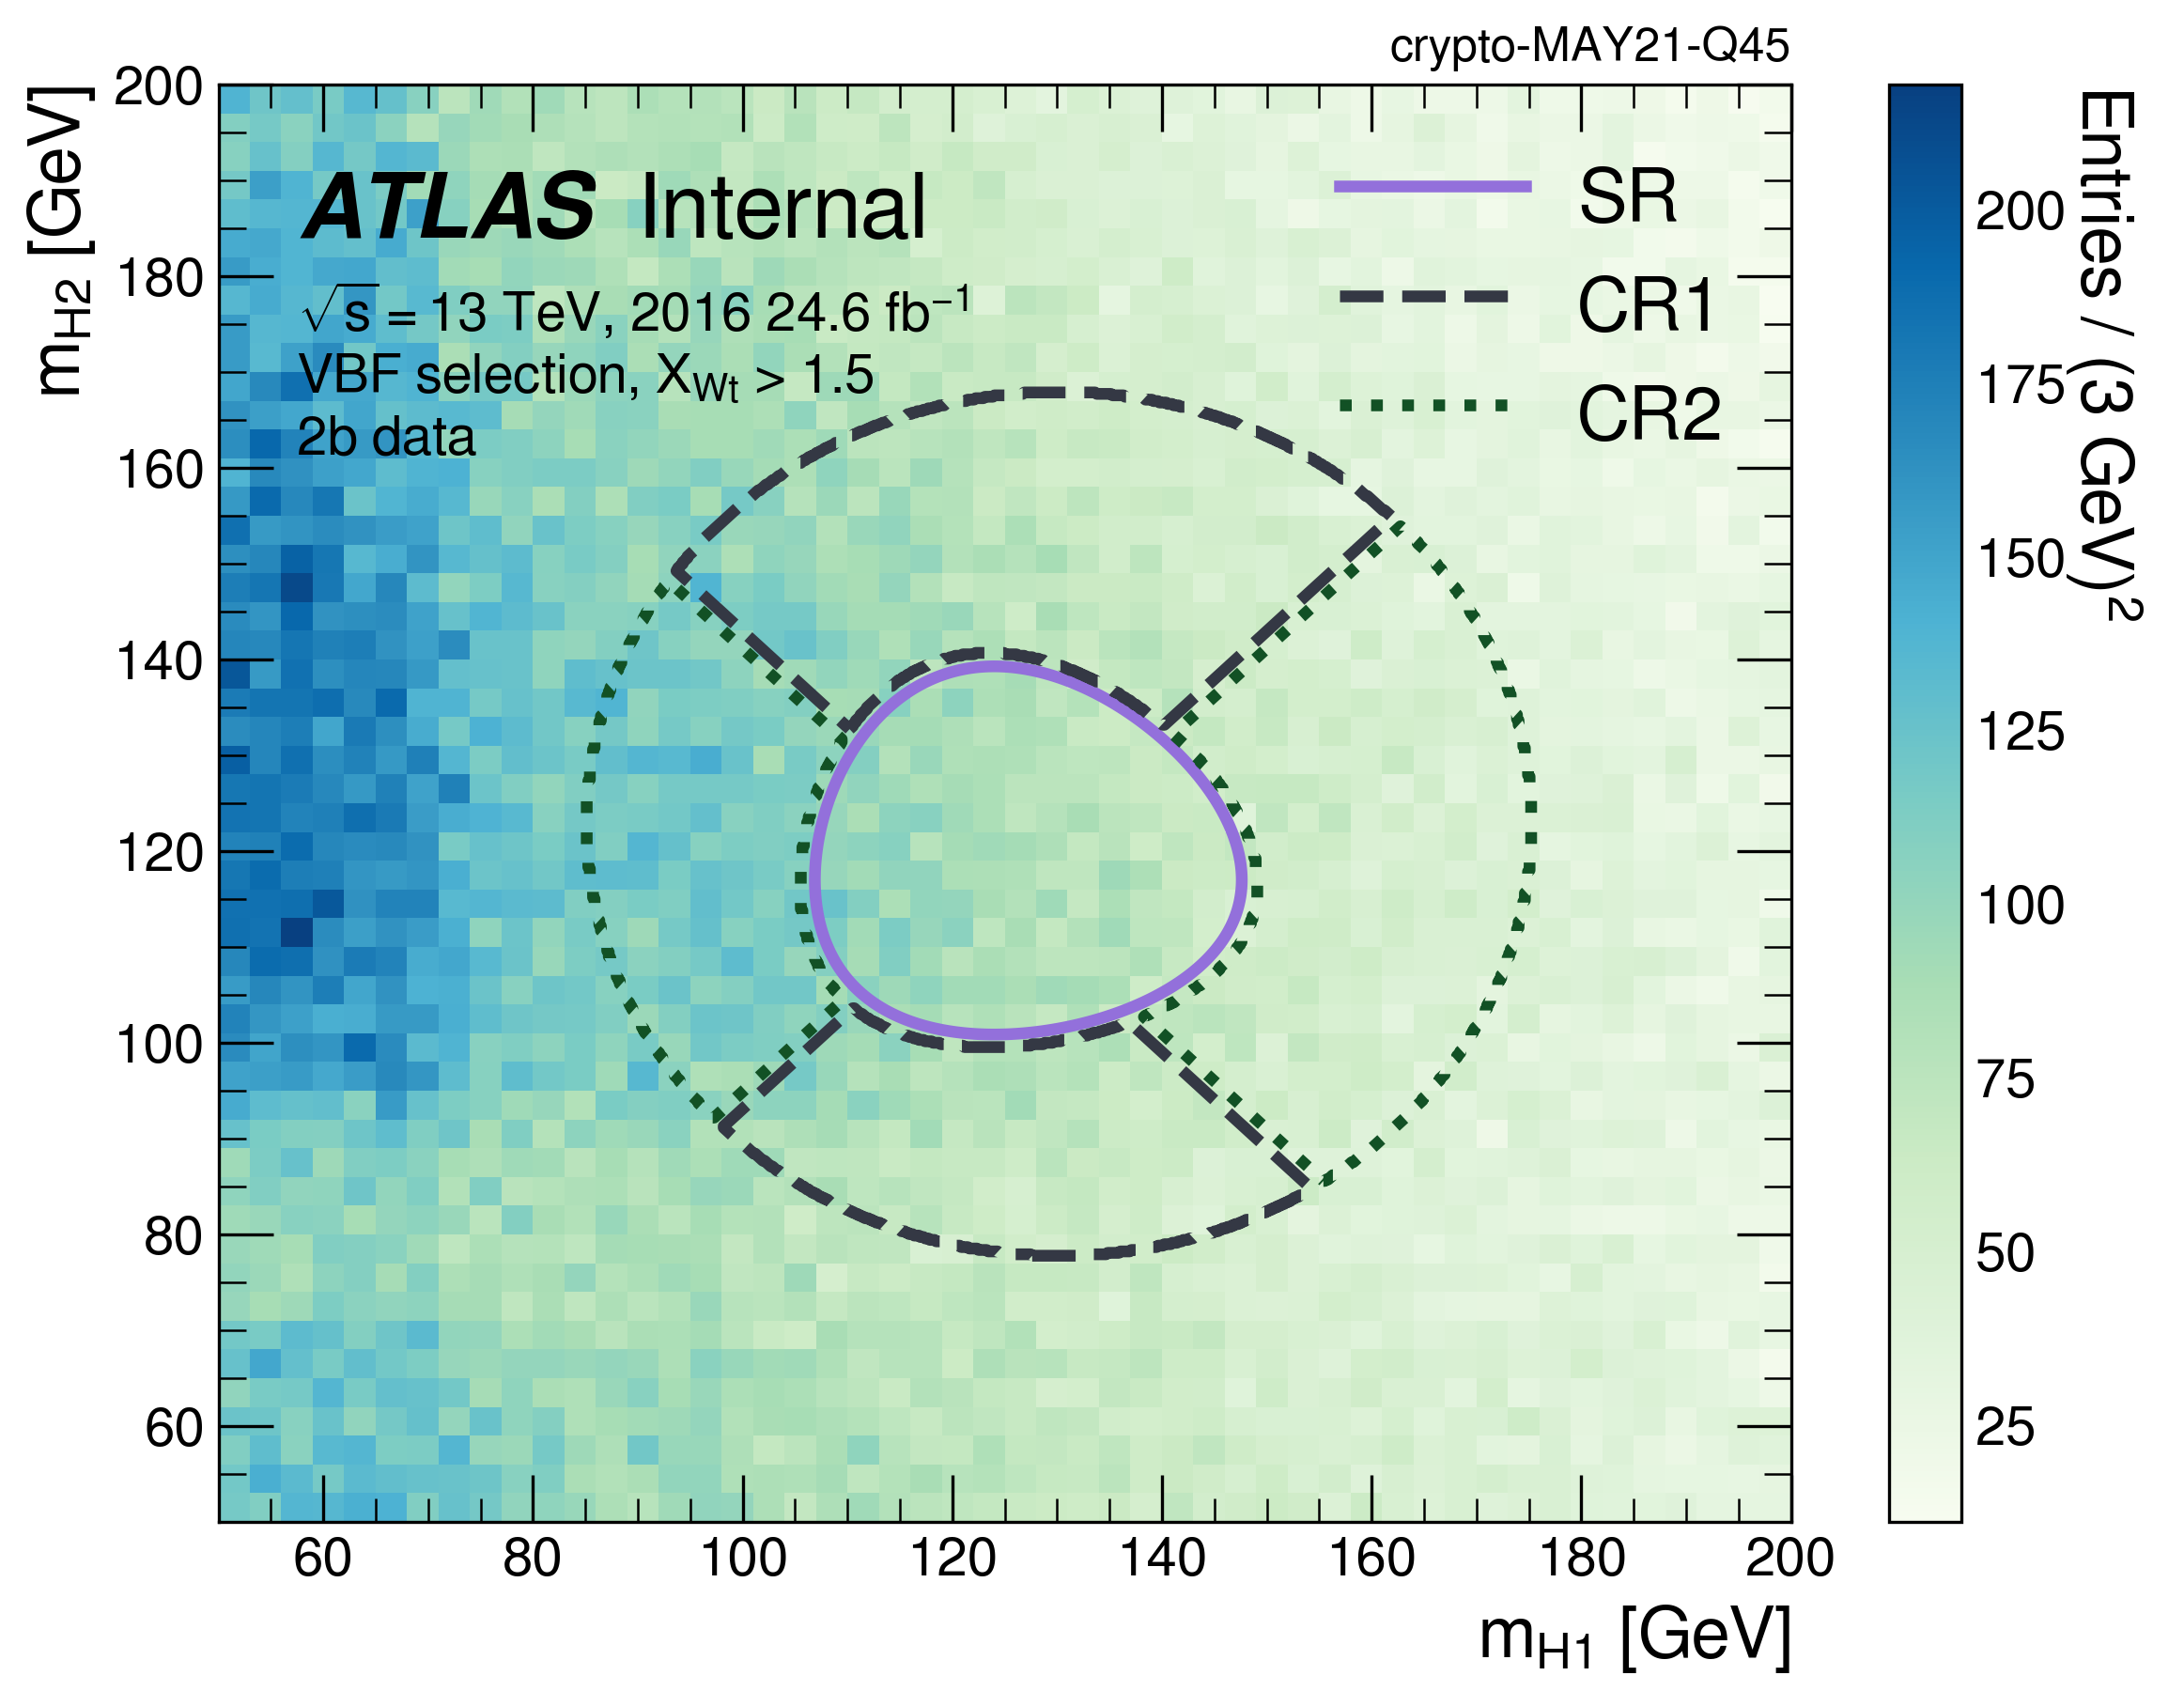 crypto-MAY21-Q45
ATLAS Internal
√s = 13 TeV, 2016 24.6 fb⁻¹
VBF selection, X_Wt > 1.5
2b data
SR
CR1
CR2
m_H2 [GeV]
200
180
160
140
120
100
80
60
60 80 100 120 140 160 180 200
m_H1 [GeV]
Entries / (3 GeV)²
200
175
150
125
100
75
50
25